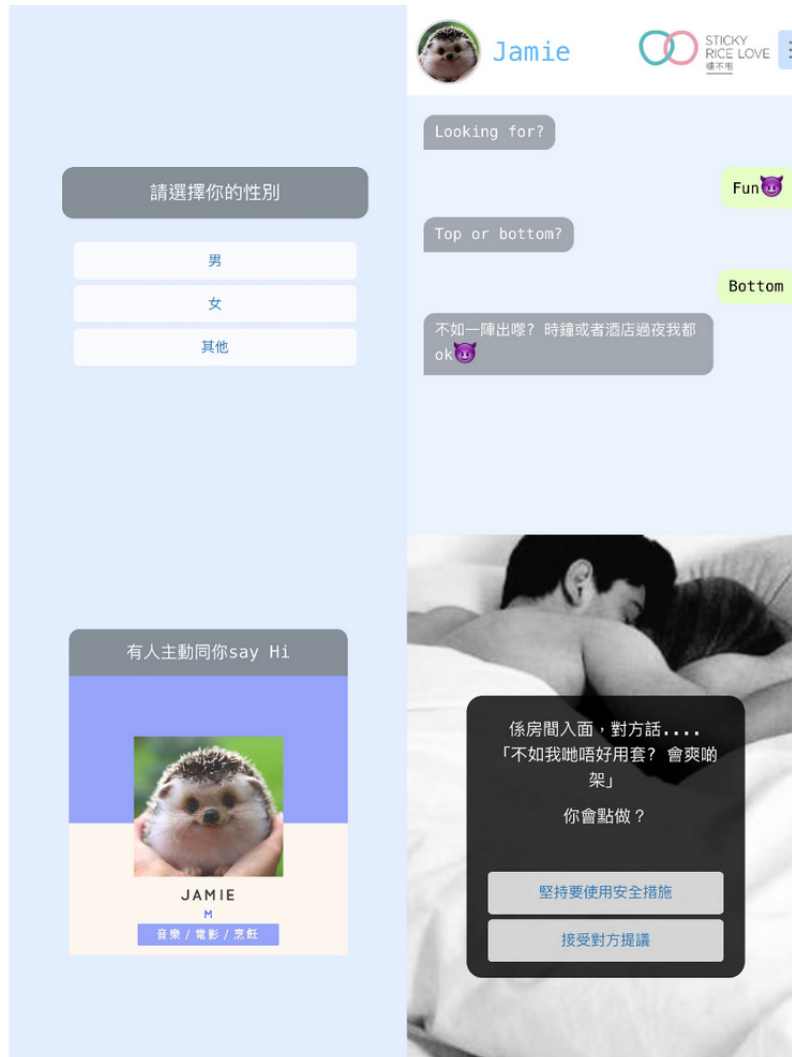 請選擇你的性別
男
女
其他
有人主動同你say Hi
JAMIE
M
音樂 / 電影 / 烹飪
Jamie
STICKY
RICE LOVE
糯不甩
Looking for?
Fun😈
Top or bottom?
Bottom
不如一陣出嚟? 時鐘或者酒店過夜我都
ok😈
係房間入面，對方話....
「不如我哋唔好用套? 會爽啲
架」
你會點做？
堅持要使用安全措施
接受對方提議